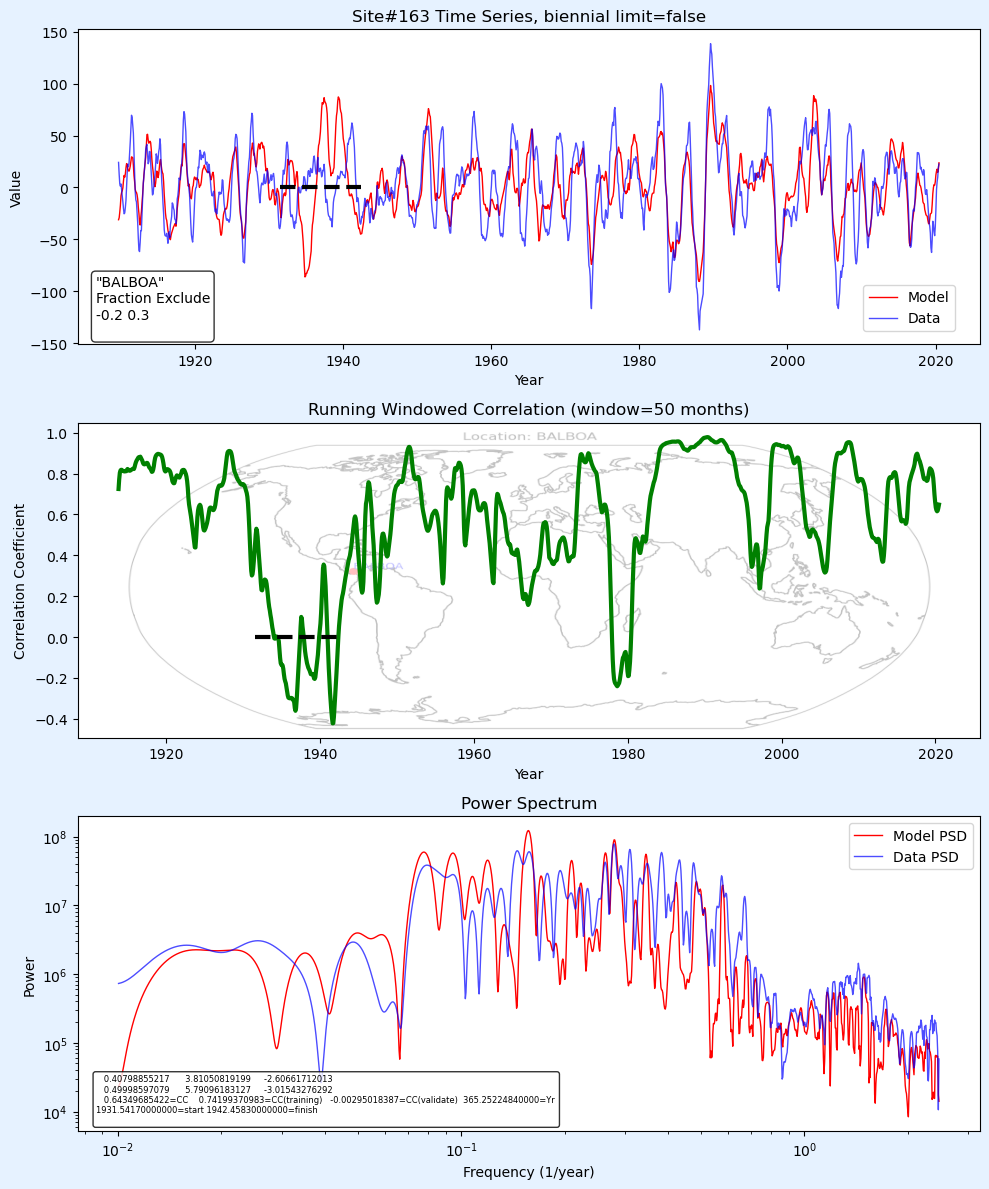 Site#163 Time Series, biennial limit=false
150
100
50
0
−50
−100
−150
Value
"BALBOA"
Fraction Exclude
-0.2 0.3
Model
Data
1920
1940
1960
1980
2000
2020
Year
Running Windowed Correlation (window=50 months)
Location: BALBOA
1.0
0.8
0.6
0.4
0.2
0.0
−0.2
−0.4
Correlation Coefficient
1920
1940
1960
1980
2000
2020
Year
Power Spectrum
Model PSD
Data PSD
10^8
10^7
10^6
10^5
10^4
Power
0.40798855217 3.81050819199 -2.60661712013
0.49998597079 5.79096183127 -3.01543276292
0.64349685422=CC 0.74199370983=CC(training) -0.00295018387=CC(validate) 365.25224840000=Yr
1931.54170000000=start 1942.45830000000=finish
10^−2
10^−1
10^0
Frequency (1/year)